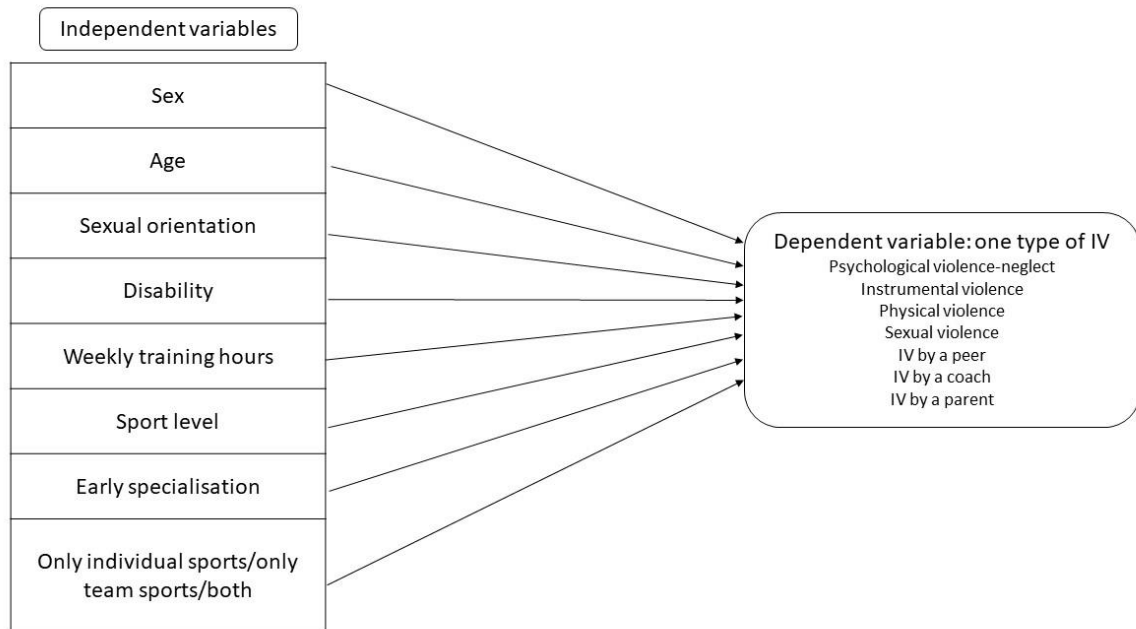 Independent variables
Sex
Age
Sexual orientation
Disability
Weekly training hours
Sport level
Early specialisation
Only individual sports/only
team sports/both
Dependent variable: one type of IV
Psychological violence-neglect
Instrumental violence
Physical violence
Sexual violence
IV by a peer
IV by a coach
IV by a parent